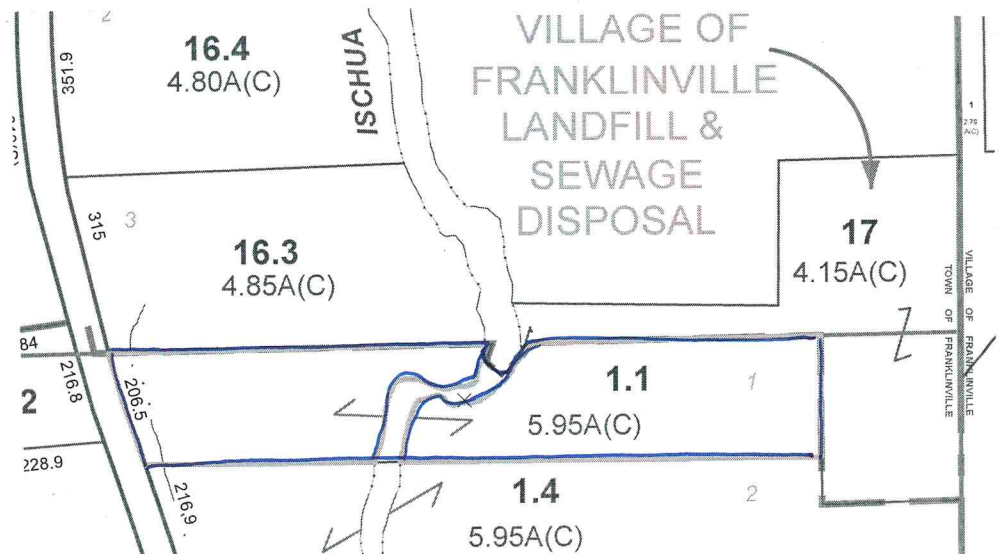 2
16.4
4.80A(C)
351.9
ISCHUA
VILLAGE OF
FRANKLINVILLE
LANDFILL &
SEWAGE
DISPOSAL
1
2.76
A(C)
3
315
16.3
4.85A(C)
17
4.15A(C)
VILLAGE OF FRANKLINVILLE
TOWN OF FRANKLINVILLE
84
216.8
206.5
2
228.9
1.1
1
5.95A(C)
216.9
1.4
2
5.95A(C)